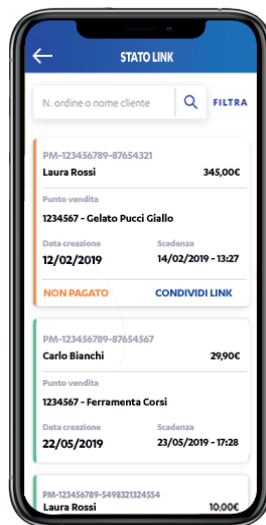 STATO LINK
N. ordine o nome cliente FILTRA
PM-123456789-87654321
Laura Rossi 345,00€
Punto vendita
1234567 - Gelato Pucci Giallo
Data creazione Scadenza
12/02/2019 14/02/2019 - 13:27
NON PAGATO CONDIVIDI LINK
PM-123456789-87654567
Carlo Bianchi 29,90€
Punto vendita
1234567 - Ferramenta Corsi
Data creazione Scadenza
22/05/2019 23/05/2019 - 17:28
PM-123456789-5498321324554
Laura Rossi 10,00€